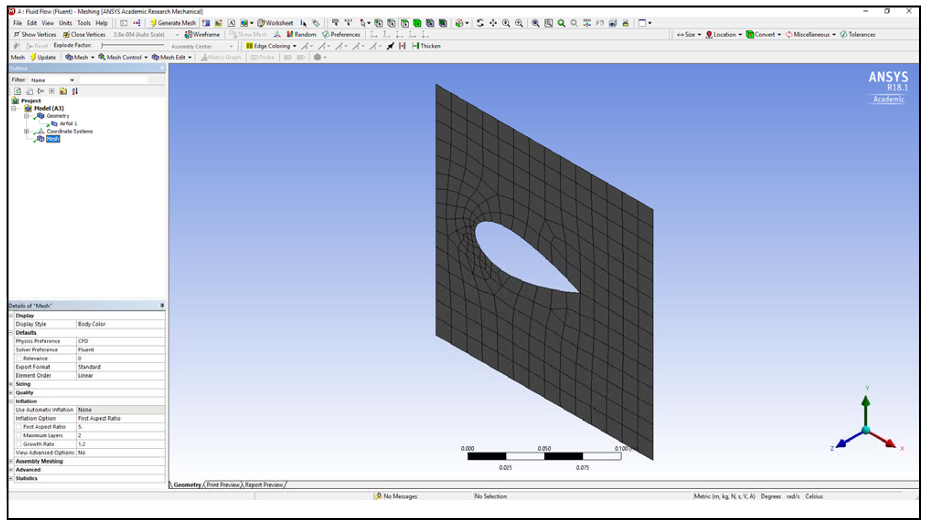 A : Fluid Flow (Fluent) - Meshing [ANSYS Academic Research Mechanical]
File Edit View Units Tools Help Generate Mesh Worksheet
Show Vertices Close Vertices 2.8e-004 (Auto Scale) Wireframe Show Mesh Random Preferences Size Location Convert Miscellaneous Tolerances
Reset Explode Factor: Assembly Center Edge Coloring Thicken
Mesh Update Mesh Mesh Control Mesh Edit Metric Graph Probe
Outline
Filter: Name
Project
Model (A3)
Geometry
Airfoil 1
Coordinate Systems
Mesh
ANSYS
R18.1
Academic
Details of "Mesh"
Display
Display Style Body Color
Defaults
Physics Preference CFD
Solver Preference Fluent
Relevance 0
Export Format Standard
Element Order Linear
Sizing
Quality
Inflation
Use Automatic Inflation None
Inflation Option First Aspect Ratio
First Aspect Ratio 5.
Maximum Layers 2
Growth Rate 1.2
View Advanced Options No
Assembly Meshing
Advanced
Statistics
0.000 0.050 0.100
0.025 0.075
Y
Z X
Geometry Print Preview Report Preview
No Messages No Selection Metric (m, kg, N, s, V, A) Degrees rad/s Celsius